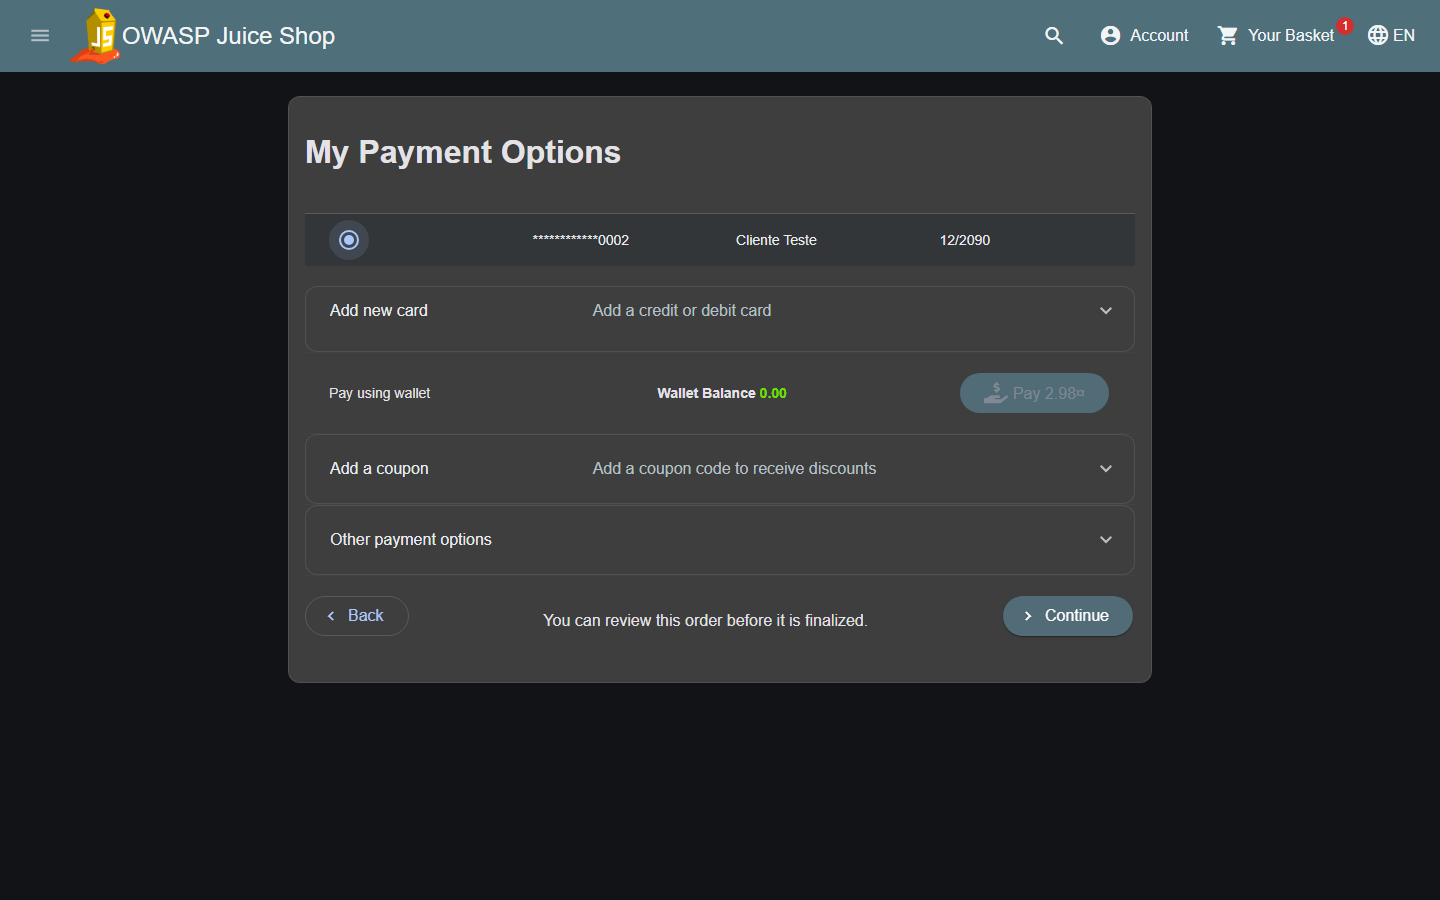 OWASP Juice Shop
Account
Your Basket 1
EN
My Payment Options
************0002 Cliente Teste 12/2090
Add new card Add a credit or debit card
Pay using wallet Wallet Balance 0.00 Pay 2.98¤
Add a coupon Add a coupon code to receive discounts
Other payment options
Back You can review this order before it is finalized. Continue